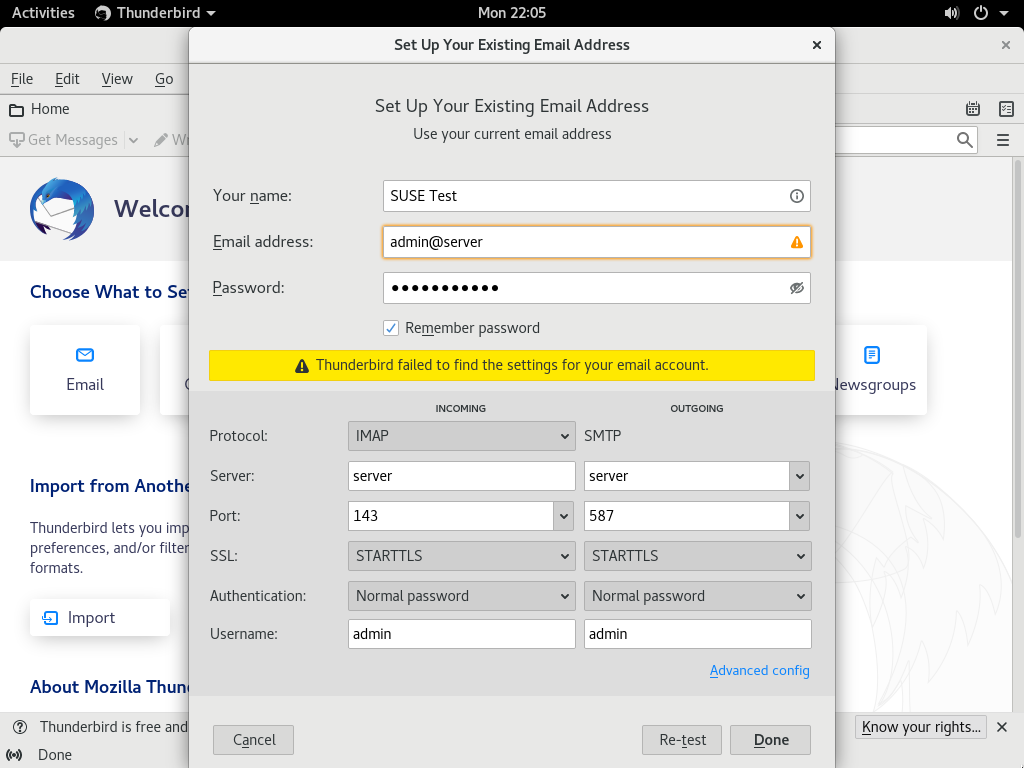 Activities Thunderbird Mon 22:05
Set Up Your Existing Email Address
File Edit View Go
Home
Get Messages
Set Up Your Existing Email Address
Use your current email address
Your name: SUSE Test
Email address: admin@server
Password: ●●●●●●●●●●●
Remember password
Thunderbird failed to find the settings for your email account.
INCOMING OUTGOING
Protocol: IMAP SMTP
Server: server server
Port: 143 587
SSL: STARTTLS STARTTLS
Authentication: Normal password Normal password
Username: admin admin
Advanced config
Cancel Re-test Done
Choose What to Se
Email
Newsgroups
Import from Anothe
Thunderbird lets you imp
preferences, and/or filter
formats.
Import
About Mozilla Thun
Thunderbird is free and Know your rights...
Done